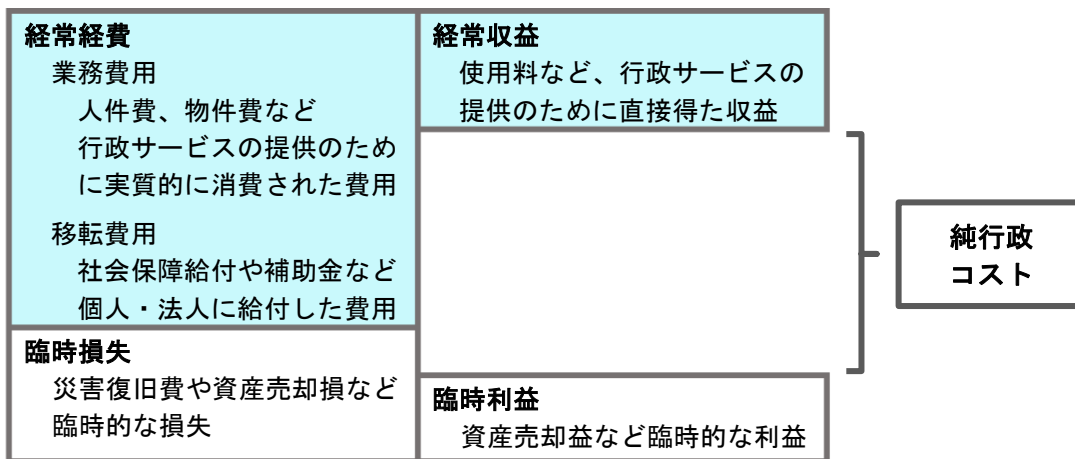 経常経費
業務費用
人件費、物件費など
行政サービスの提供のため
に実質的に消費された費用
移転費用
社会保障給付や補助金など
個人・法人に給付した費用
臨時損失
災害復旧費や資産売却損など
臨時的な損失
経常収益
使用料など、行政サービスの
提供のために直接得た収益
臨時利益
資産売却益など臨時的な利益
純行政
コスト